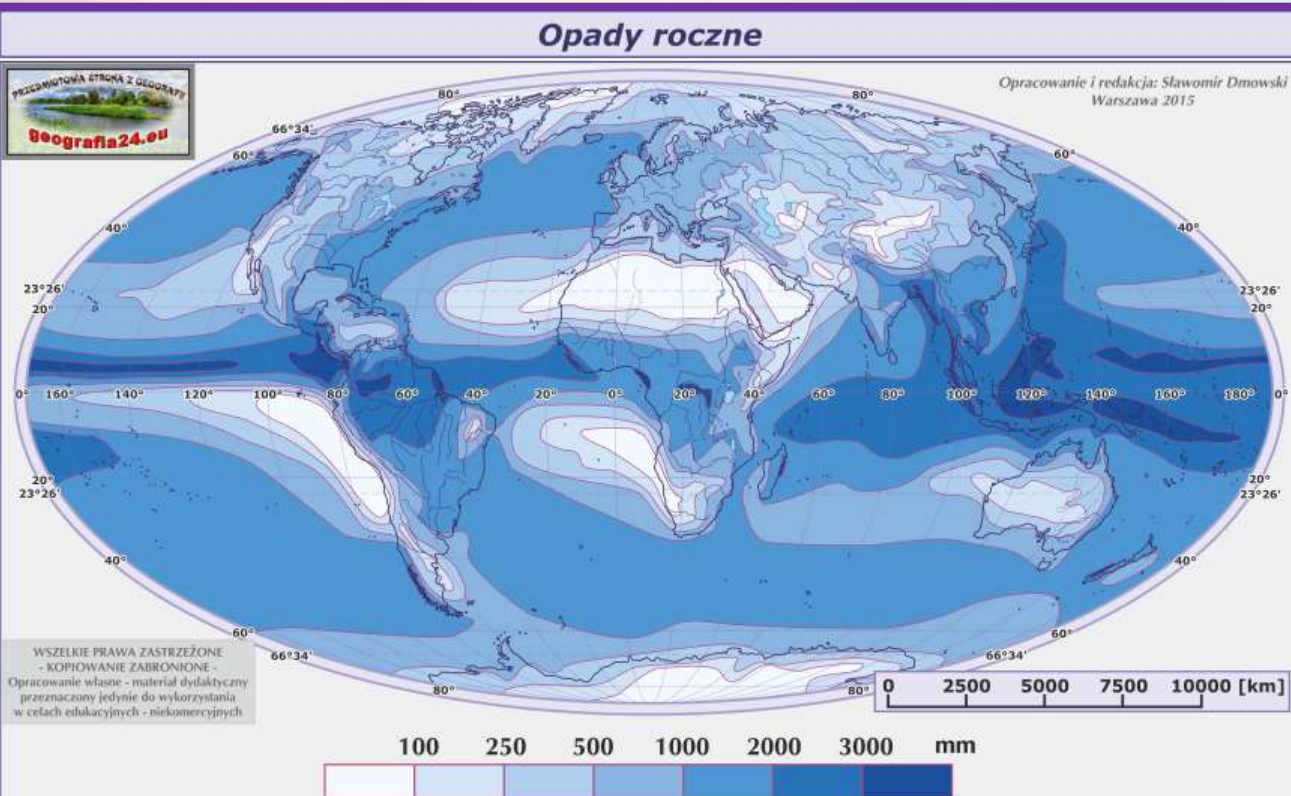 Opady roczne
PRZEDMIOTOWA STRONA Z GEOGRAFII
geografia24.eu
Opracowanie i redakcja: Sławomir Dmowski
Warszawa 2015
80° 80°
66°34'
60° 60°
40° 40°
23°26' 23°26'
20° 20°
0° 160° 140° 120° 100° 80° 60° 40° 20° 0° 20° 40° 60° 80° 100° 120° 140° 160° 180° 0°
20° 20°
23°26' 23°26'
40° 40°
60° 60°
66°34' 66°34'
80° 80°
WSZELKIE PRAWA ZASTRZEŻONE
- KOPIOWANIE ZABRONIONE -
Opracowanie własne - materiał dydaktyczny
przeznaczony jedynie do wykorzystania
w celach edukacyjnych - niekomercyjnych
0 2500 5000 7500 10000 [km]
100 250 500 1000 2000 3000 mm